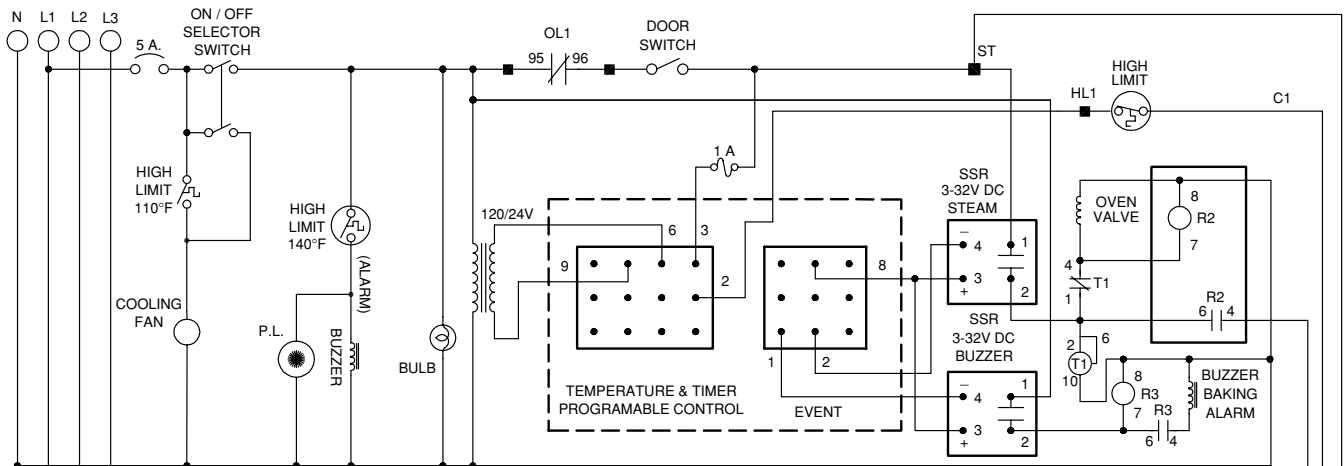 N L1 L2 L3
ON / OFF
SELECTOR
SWITCH
5 A.
OL1
95 96
DOOR
SWITCH
ST
HIGH
LIMIT
HL1
C1
1 A
HIGH
LIMIT
110°F
HIGH
LIMIT
140°F
(ALARM)
120/24V
6 3
9
2
8
1
2
SSR
3-32V DC
STEAM
–
4
1
3
+
2
OVEN
VALVE
8
R2
7
4
T1
1
R2
6 4
COOLING
FAN
P.L.
BUZZER
BULB
TEMPERATURE & TIMER
PROGRAMABLE CONTROL
EVENT
SSR
3-32V DC
BUZZER
–
4
1
3
+
2
2
6
T1
10
8
R3
7
R3
6 4
BUZZER
BAKING
ALARM